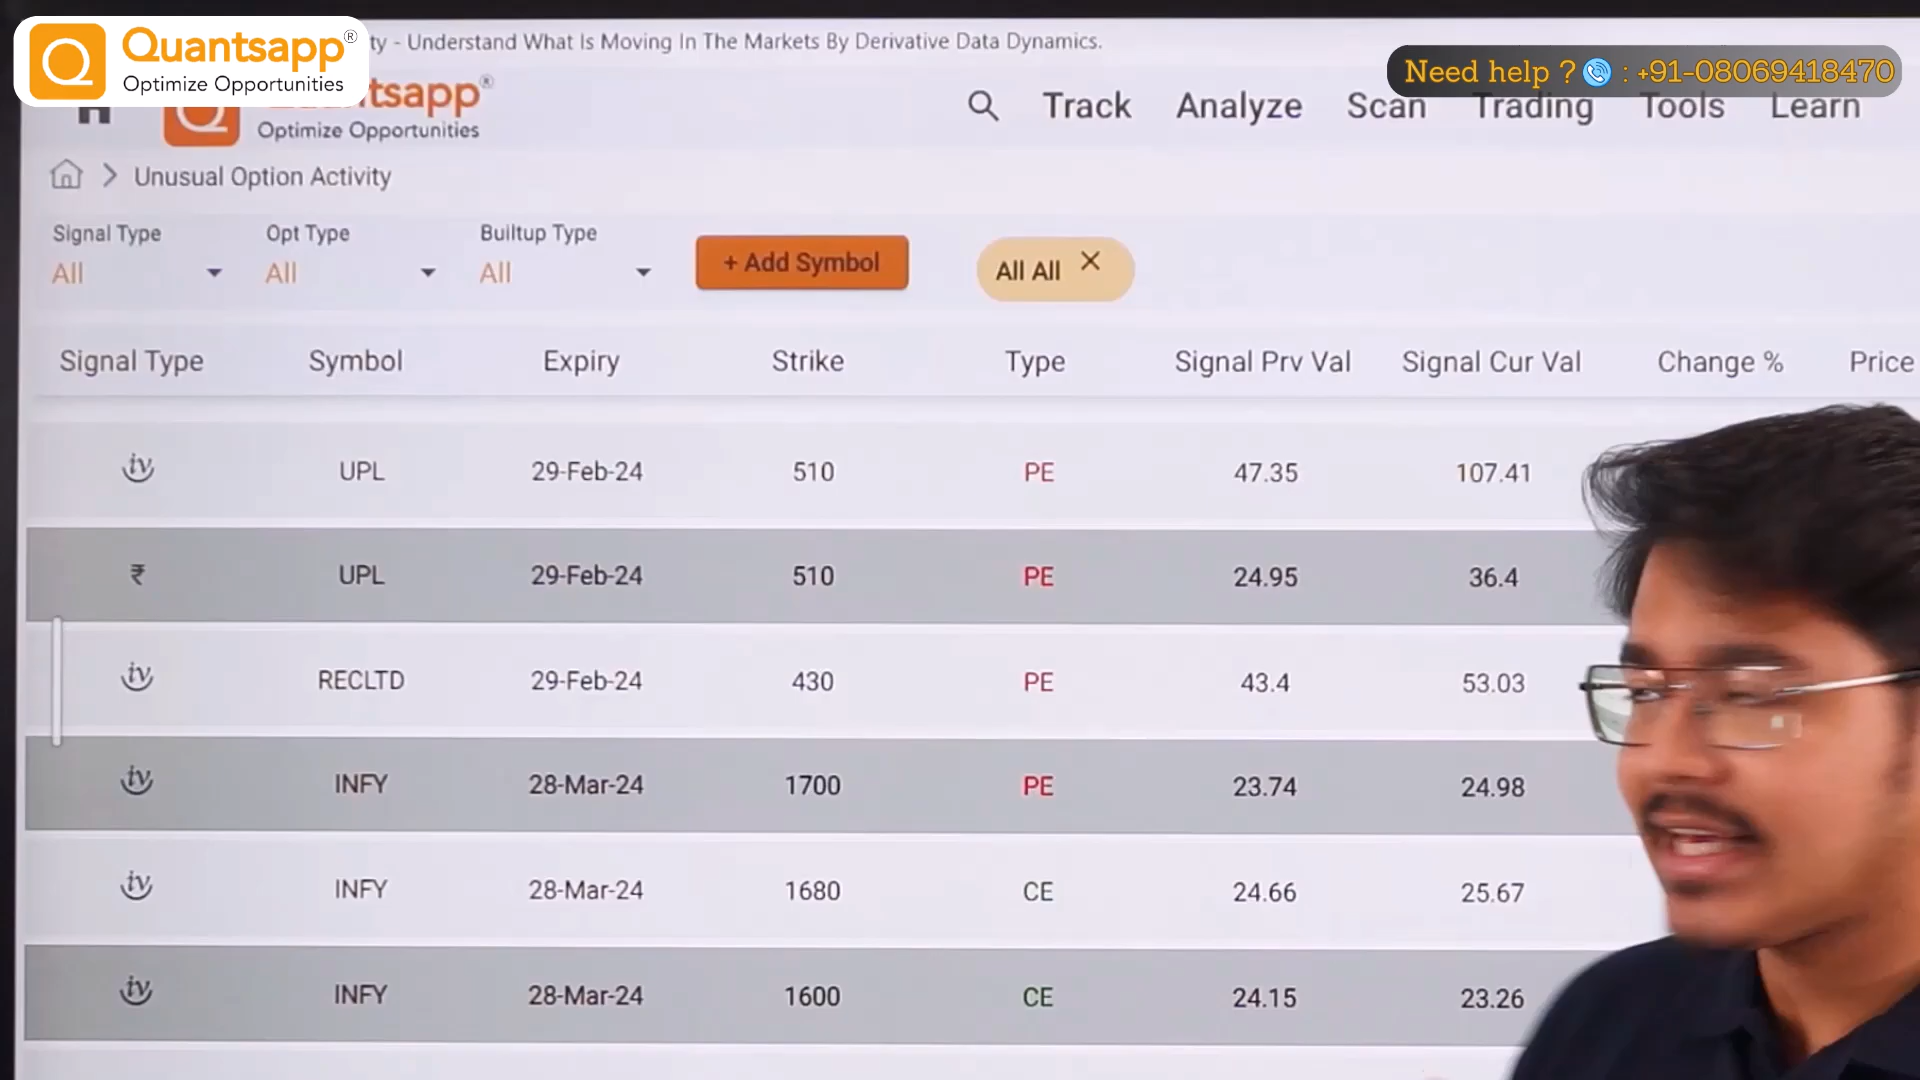 Quantsapp®
Optimize Opportunities
ty - Understand What Is Moving In The Markets By Derivative Data Dynamics.
Need help ? : +91-08069418470
tsapp®
Optimize Opportunities
Track Analyze Scan Trading Tools Learn
Unusual Option Activity
Signal Type Opt Type Builtup Type
All All All
+ Add Symbol
All All
Signal Type Symbol Expiry Strike Type Signal Prv Val Signal Cur Val Change % Price
iv UPL 29-Feb-24 510 PE 47.35 107.41
₹ UPL 29-Feb-24 510 PE 24.95 36.4
iv RECLTD 29-Feb-24 430 PE 43.4 53.03
iv INFY 28-Mar-24 1700 PE 23.74 24.98
iv INFY 28-Mar-24 1680 CE 24.66 25.67
iv INFY 28-Mar-24 1600 CE 24.15 23.26